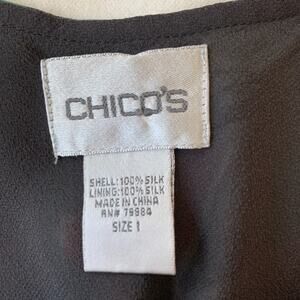 CHICO'S
SHELL: 100% SILK
LINING: 100% SILK
MADE IN CHINA
RN# 79984
SIZE 1